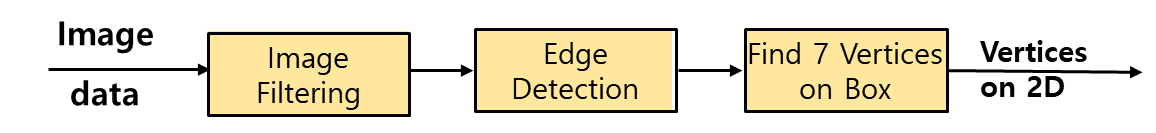 Image
data
Image
Filtering
Edge
Detection
Find 7 Vertices
on Box
Vertices
on 2D